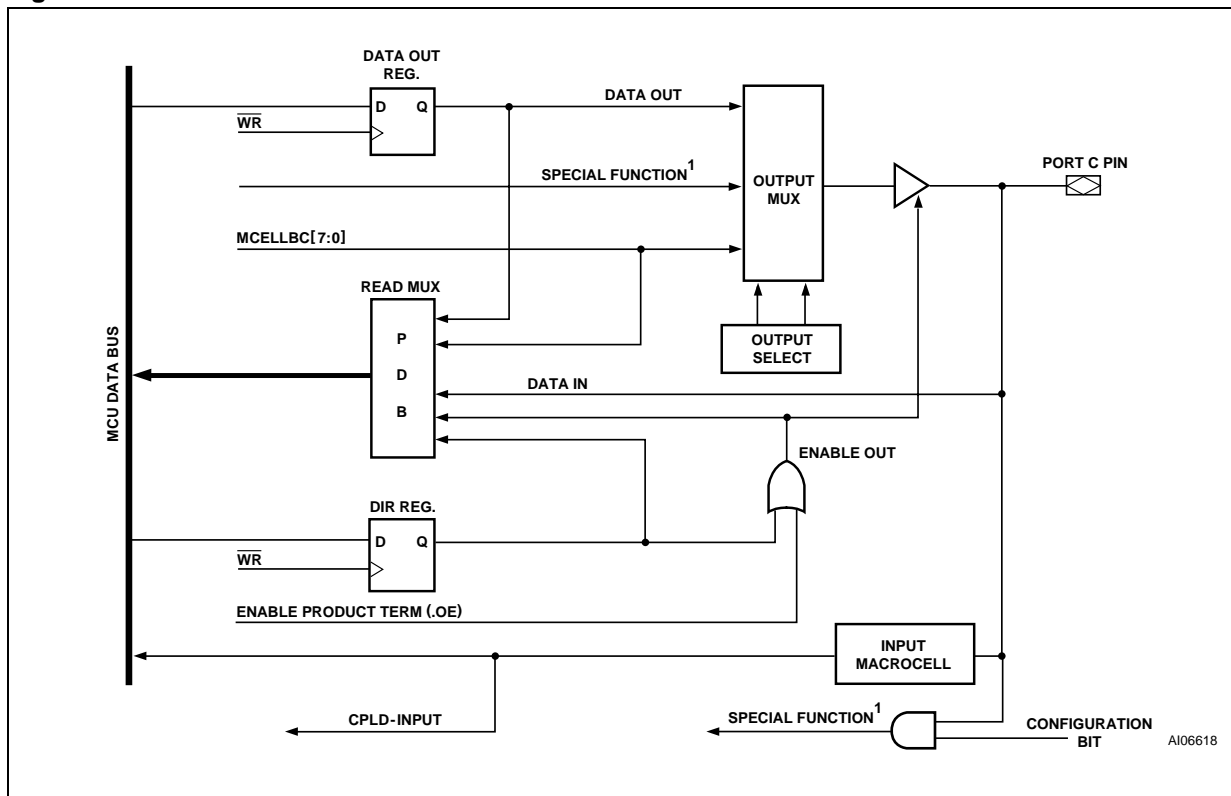 DATA OUT
REG.
D Q
WR
DATA OUT
SPECIAL FUNCTION1
OUTPUT
MUX
PORT C PIN
MCELLBC[7:0]
READ MUX
P
D
B
OUTPUT
SELECT
MCU DATA BUS
DATA IN
ENABLE OUT
DIR REG.
D Q
WR
ENABLE PRODUCT TERM (.OE)
INPUT
MACROCELL
CPLD-INPUT
SPECIAL FUNCTION1
CONFIGURATION
BIT
AI06618